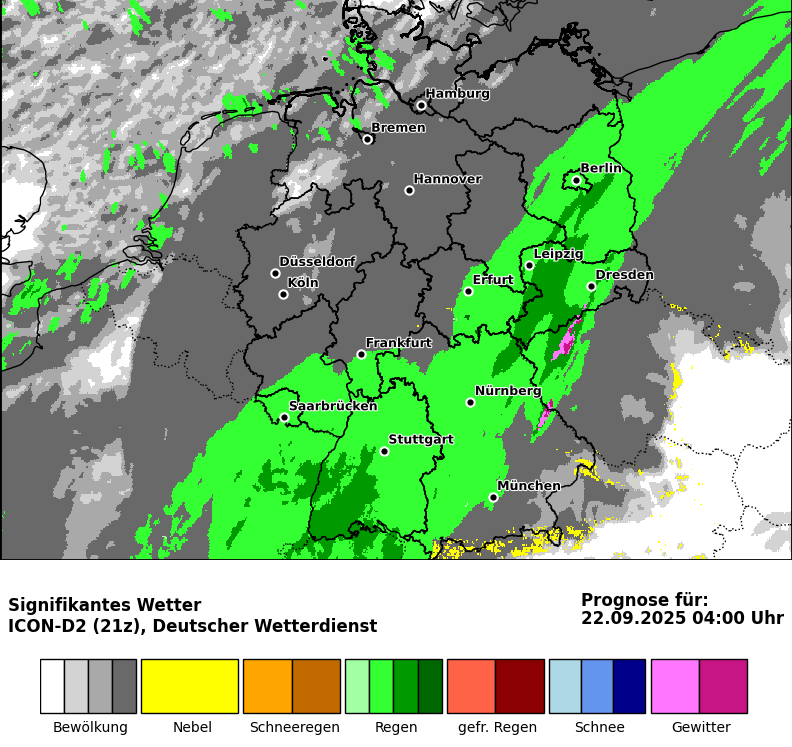 Hamburg
Bremen
Berlin
Hannover
Leipzig
Düsseldorf
Dresden
Erfurt
Köln
Frankfurt
Nürnberg
Saarbrücken
Stuttgart
München
Signifikantes Wetter
ICON-D2 (21z), Deutscher Wetterdienst
Prognose für:
22.09.2025 04:00 Uhr
Bewölkung Nebel Schneeregen Regen gefr. Regen Schnee Gewitter